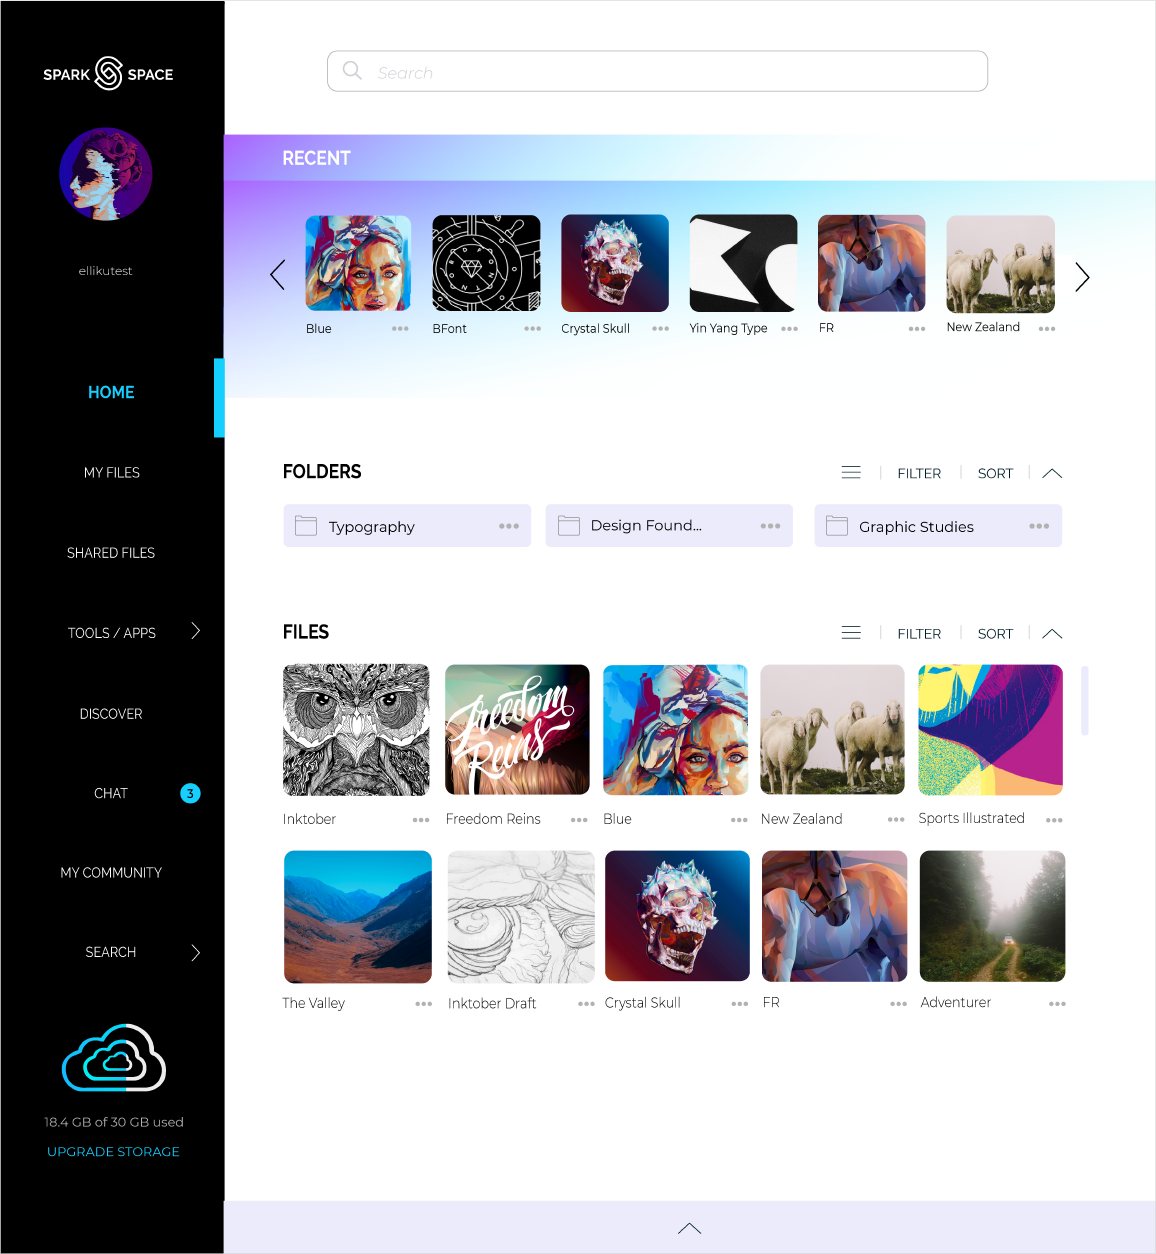 SPARK SPACE
Search
RECENT
ellikutest
Blue
BFont
Crystal Skull
Yin Yang Type
FR
New Zealand
HOME
MY FILES
SHARED FILES
TOOLS / APPS
DISCOVER
CHAT
3
MY COMMUNITY
SEARCH
18.4 GB of 30 GB used
UPGRADE STORAGE
FOLDERS
FILTER
SORT
Typography
Design Found...
Graphic Studies
FILES
FILTER
SORT
Freedom
Reins
Inktober
Freedom Reins
Blue
New Zealand
Sports Illustrated
The Valley
Inktober Draft
Crystal Skull
FR
Adventurer